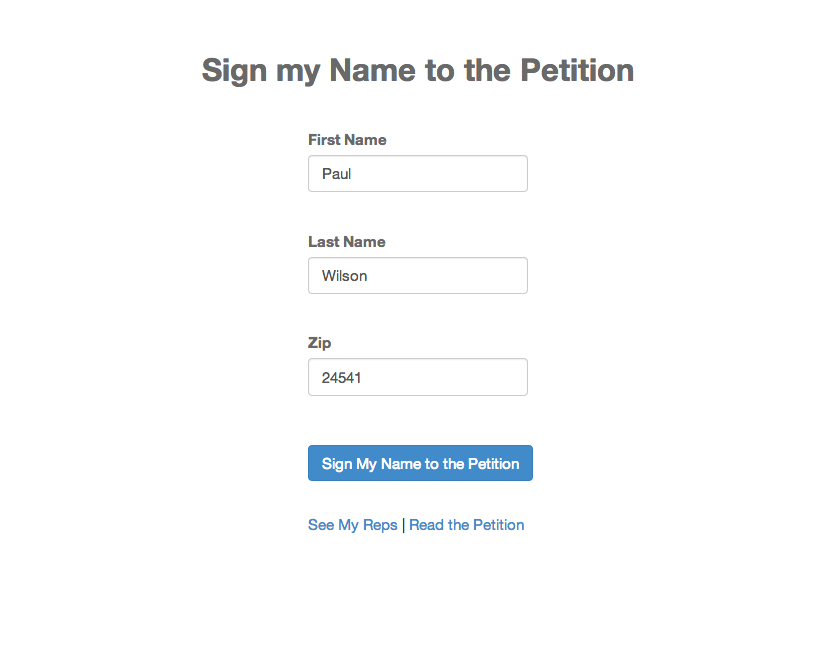 Sign my Name to the Petition
First Name
Paul
Last Name
Wilson
Zip
24541
Sign My Name to the Petition
See My Reps | Read the Petition